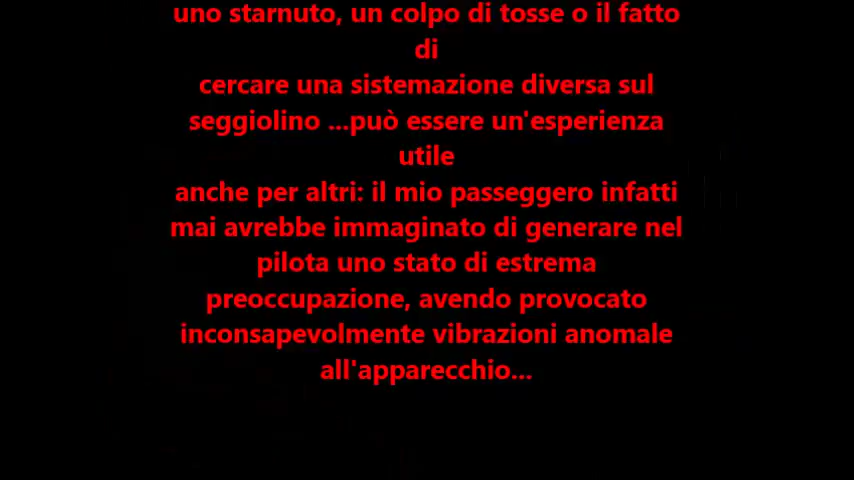 uno starnuto, un colpo di tosse o il fatto
di
cercare una sistemazione diversa sul
seggiolino ...può essere un'esperienza
utile
anche per altri: il mio passeggero infatti
mai avrebbe immaginato di generare nel
pilota uno stato di estrema
preoccupazione, avendo provocato
inconsapevolmente vibrazioni anomale
all'apparecchio...